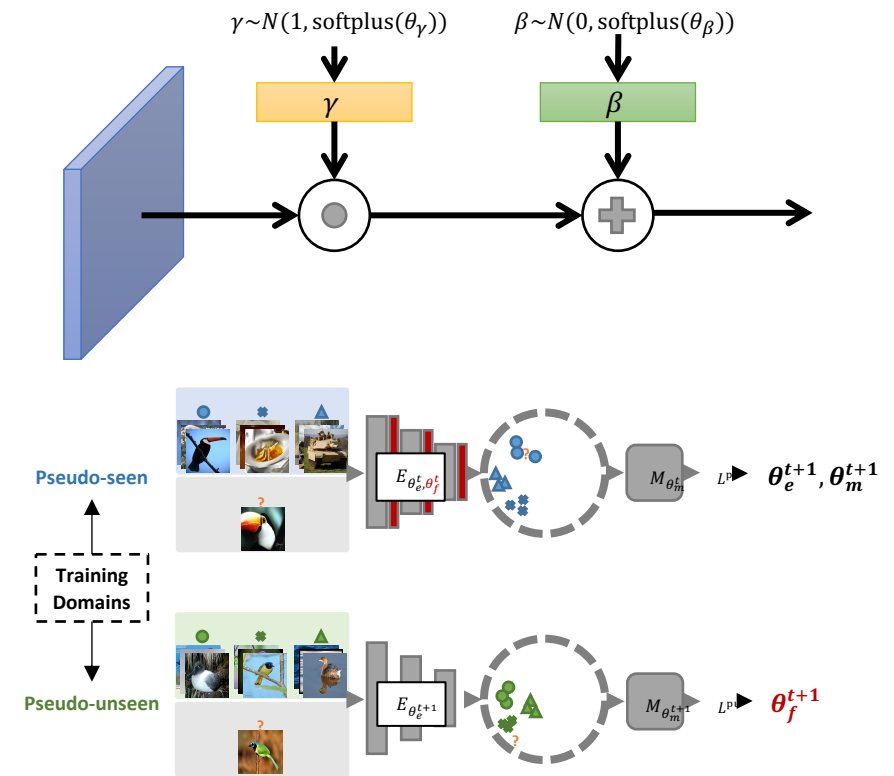 γ~N(1, softplus(θ_γ))
β~N(0, softplus(θ_β))
γ
β
Pseudo-seen
?
?
E_{θ_e^t, θ_f^t}
M_{θ_m^t}
L^p
θ_e^{t+1}, θ_m^{t+1}
Training
Domains
Pseudo-unseen
?
?
E_{θ_e^{t+1}}
M_{θ_m^{t+1}}
L^{pu}
θ_f^{t+1}